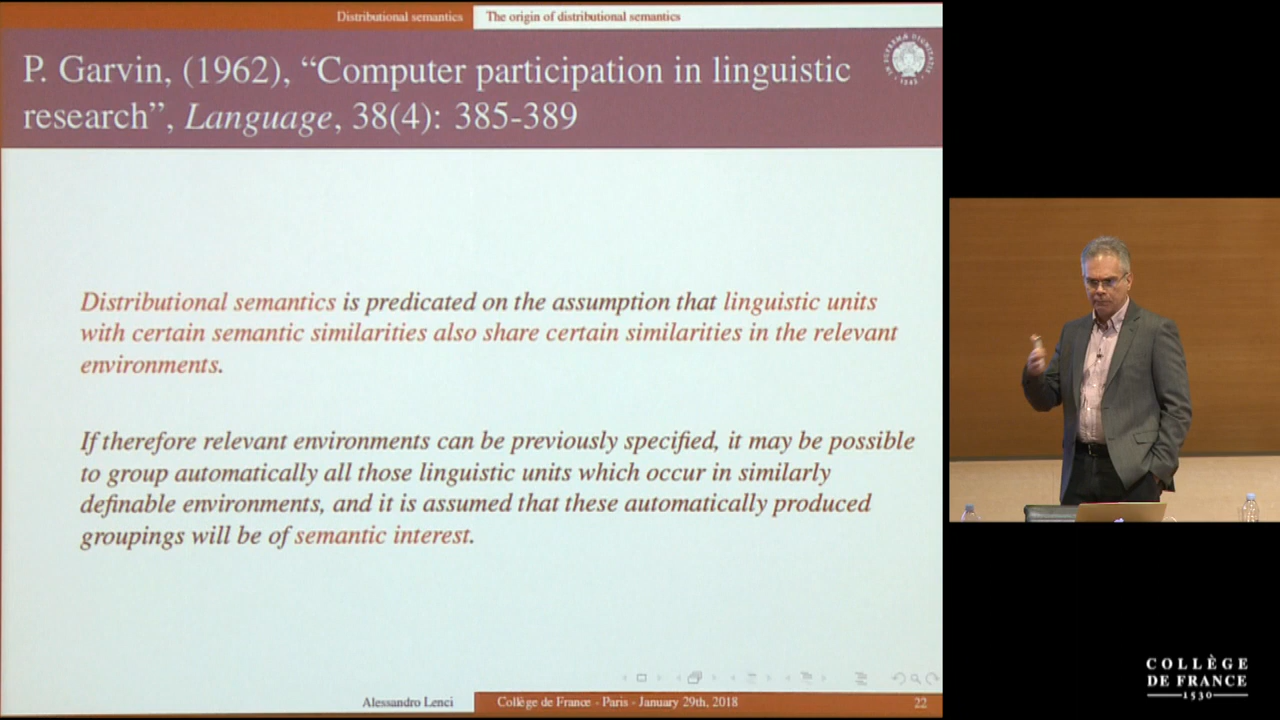 Distributional semantics The origin of distributional semantics
P. Garvin, (1962), “Computer participation in linguistic
research”, Language, 38(4): 385-389
Distributional semantics is predicated on the assumption that linguistic units
with certain semantic similarities also share certain similarities in the relevant
environments.
If therefore relevant environments can be previously specified, it may be possible
to group automatically all those linguistic units which occur in similarly
definable environments, and it is assumed that these automatically produced
groupings will be of semantic interest.
Alessandro Lenci Collège de France - Paris - January 29th, 2018 22
COLLÈGE
DE FRANCE
1530